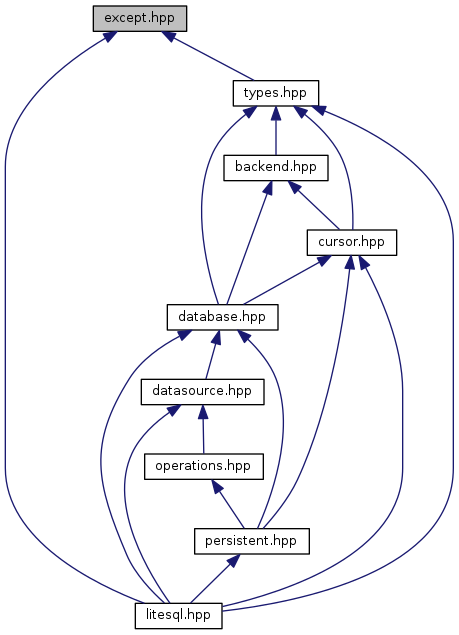 except.hpp
types.hpp
backend.hpp
cursor.hpp
database.hpp
datasource.hpp
operations.hpp
persistent.hpp
litesql.hpp